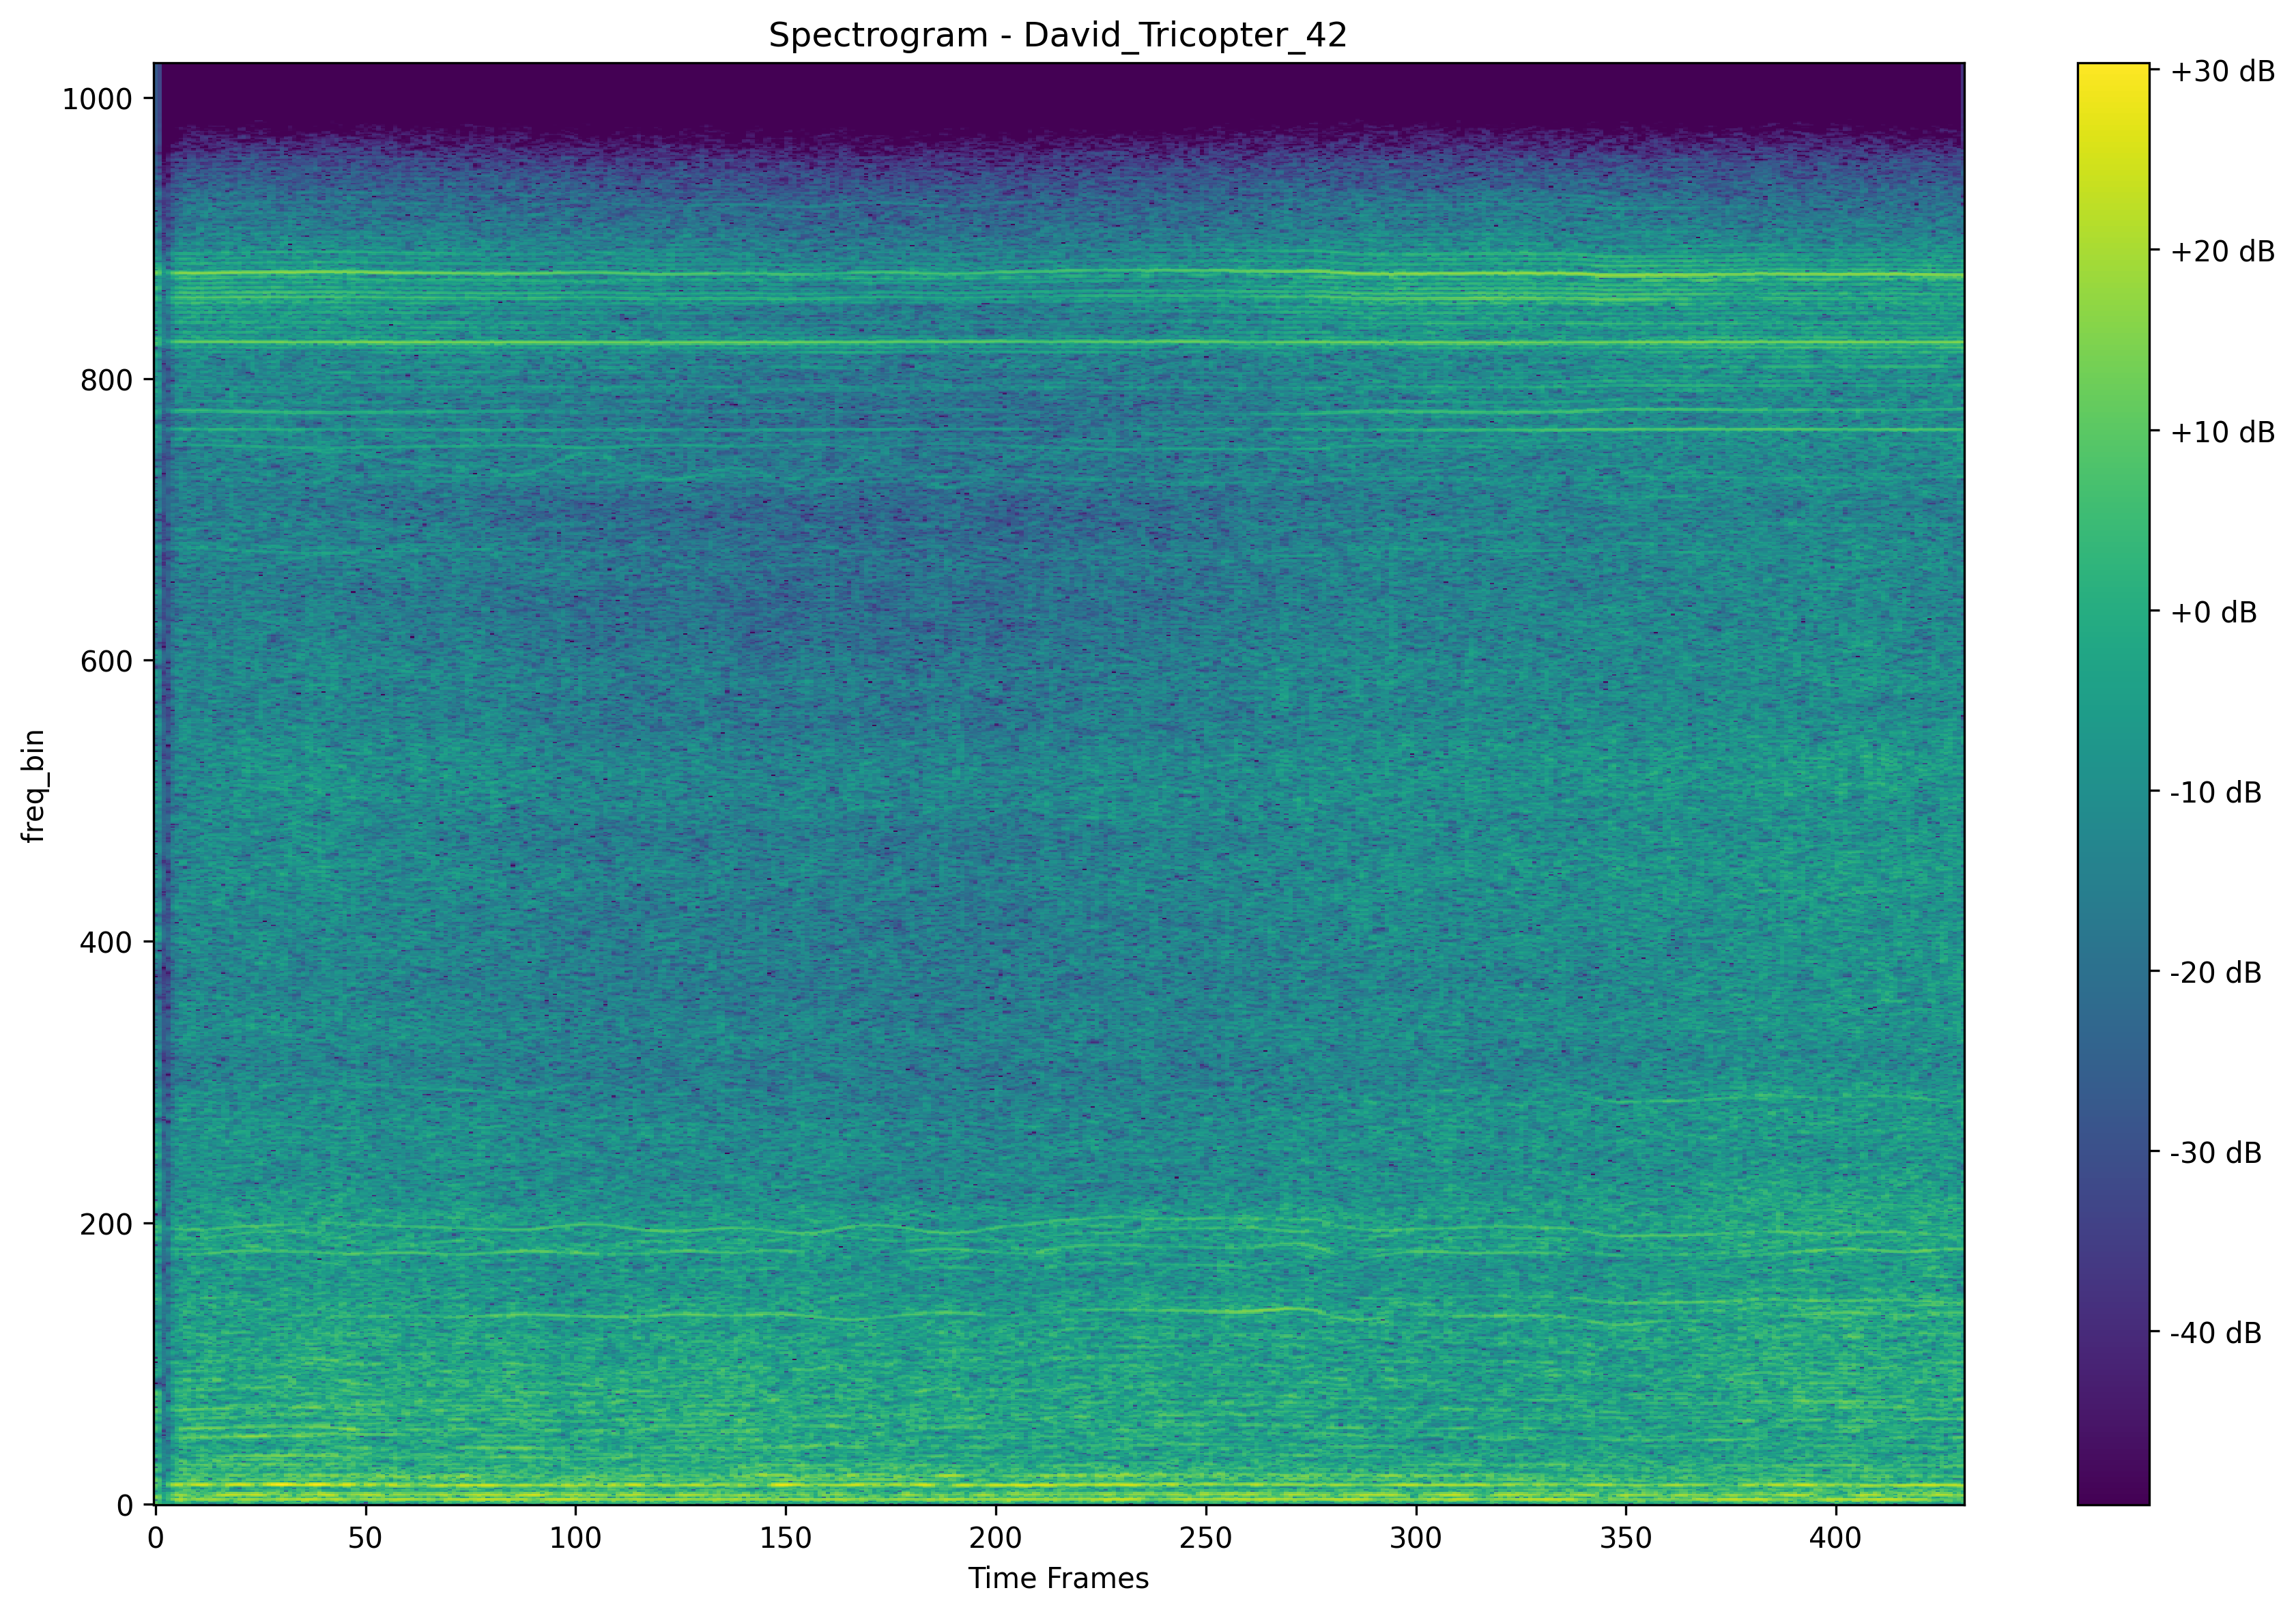 Spectrogram - David_Tricopter_42
1000
800
600
400
200
0
freq_bin
0 50 100 150 200 250 300 350 400
Time Frames
+30 dB
+20 dB
+10 dB
+0 dB
-10 dB
-20 dB
-30 dB
-40 dB